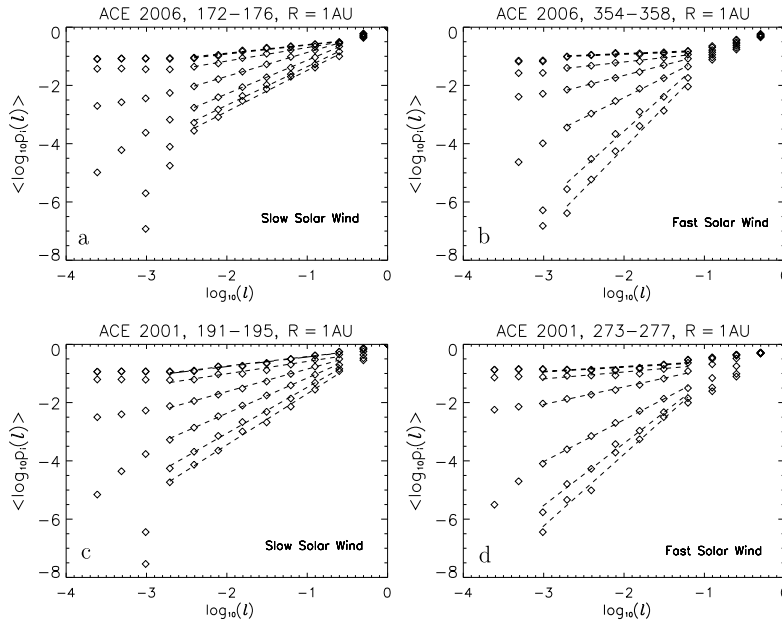 ACE 2006, 172−176, R = 1AU
<log₁₀pᵢ(l)>
0
−2
−4
−6
−8
a
Slow Solar Wind
−4 −3 −2 −1 0
log₁₀(l)
ACE 2006, 354−358, R = 1AU
<log₁₀pᵢ(l)>
0
−2
−4
−6
−8
b
Fast Solar Wind
−4 −3 −2 −1 0
log₁₀(l)
ACE 2001, 191−195, R = 1AU
<log₁₀pᵢ(l)>
0
−2
−4
−6
−8
c
Slow Solar Wind
−4 −3 −2 −1 0
log₁₀(l)
ACE 2001, 273−277, R = 1AU
<log₁₀pᵢ(l)>
0
−2
−4
−6
−8
d
Fast Solar Wind
−4 −3 −2 −1 0
log₁₀(l)